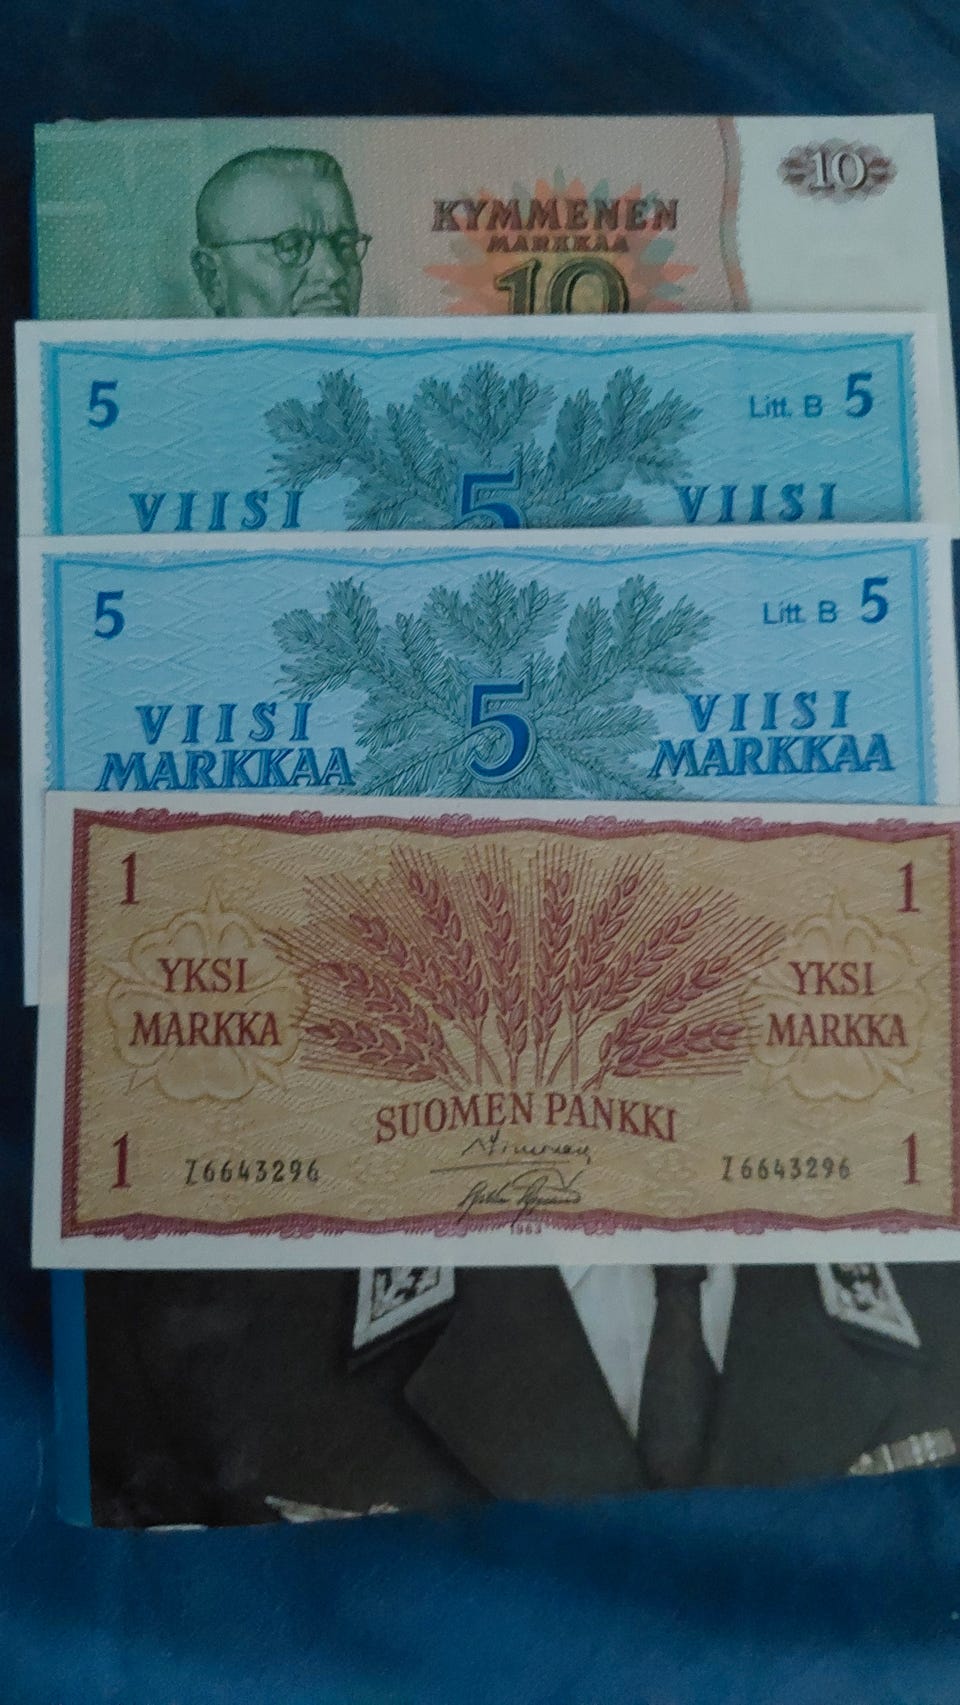 10
KYMMENEN
MARKKAA
10
5 Litt. B 5
VIISI 5 VIISI
5 Litt. B 5
VIISI 5 VIISI
MARKKAA MARKKAA
1 1
YKSI YKSI
MARKKA MARKKA
SUOMEN PANKKI
1 Z6643296 Z6643296 1
1963